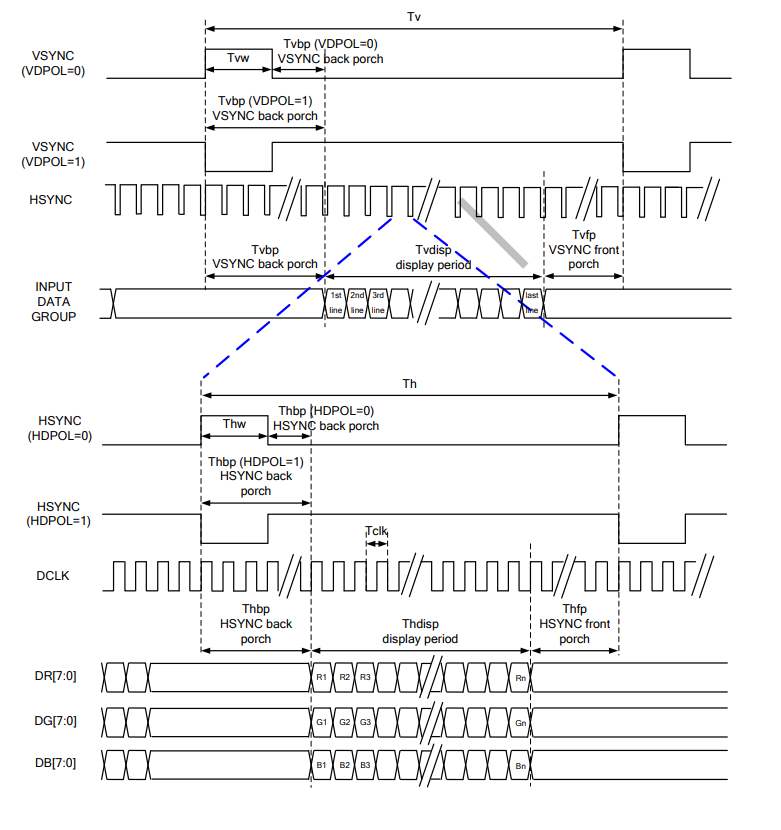 Tv
VSYNC
(VDPOL=0)
Tvw
Tvbp (VDPOL=0)
VSYNC back porch
Tvbp (VDPOL=1)
VSYNC back porch
VSYNC
(VDPOL=1)
HSYNC
Tvbp
VSYNC back porch
Tvdisp
display period
Tvfp
VSYNC front
porch
INPUT
DATA
GROUP
1st
line
2nd
line
3rd
line
last
line
Th
HSYNC
(HDPOL=0)
Thw
Thbp (HDPOL=0)
HSYNC back porch
Thbp (HDPOL=1)
HSYNC back
porch
HSYNC
(HDPOL=1)
Tclk
DCLK
Thbp
HSYNC back
porch
Thdisp
display period
Thfp
HSYNC front
porch
DR[7:0] R1 R2 R3 Rn
DG[7:0] G1 G2 G3 Gn
DB[7:0] B1 B2 B3 Bn